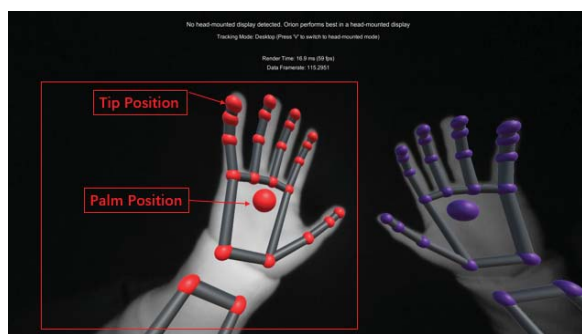 No head-mounted display detected. Orion performs best in a head-mounted display
Tracking Mode: Desktop (Press 'V' to switch to head-mounted mode)
Render Time: 16.9 ms (59 fps)
Data Framerate: 115.2951
Tip Position
Palm Position